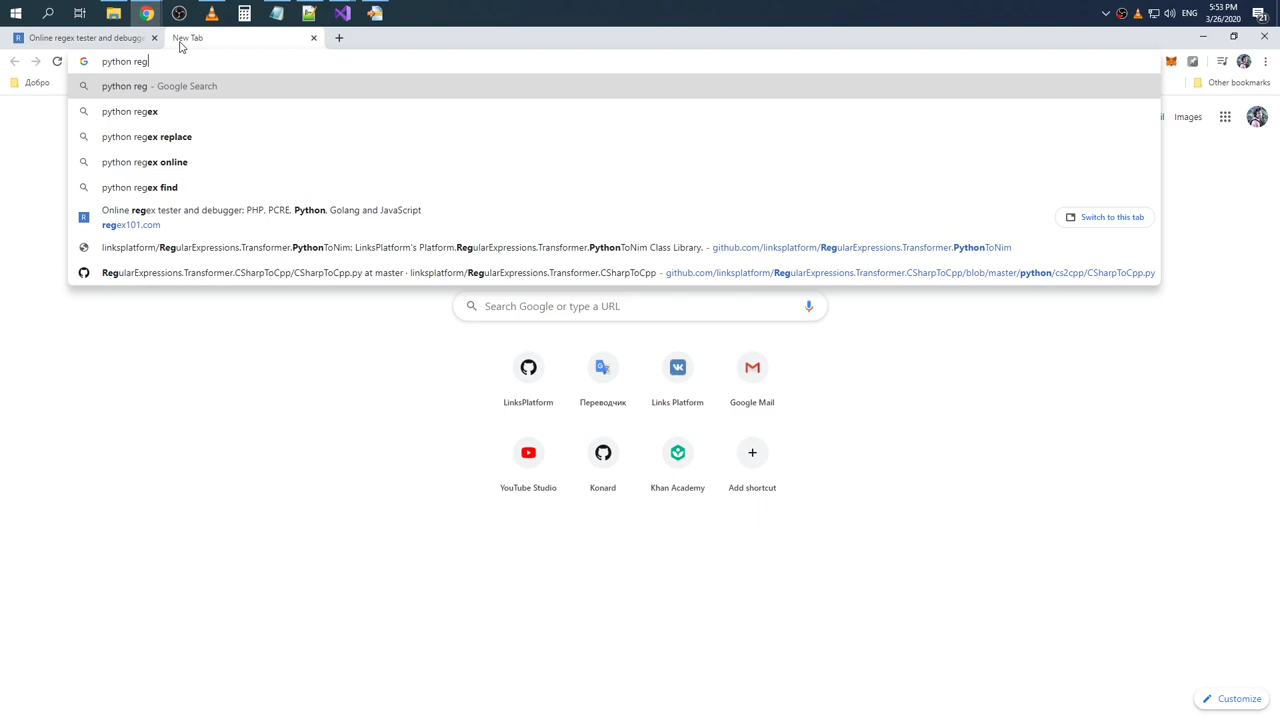 5:53 PM
ENG
3/26/2020
21
Online regex tester and debugge
New Tab
python reg
Добро
Other bookmarks
python reg - Google Search
python regex
Images
python regex replace
python regex online
python regex find
Online regex tester and debugger: PHP, PCRE, Python, Golang and JavaScript
regex101.com
Switch to this tab
linksplatform/RegularExpressions.Transformer.PythonToNim: LinksPlatform's Platform.RegularExpressions.Transformer.PythonToNim Class Library. - github.com/linksplatform/RegularExpressions.Transformer.PythonToNim
RegularExpressions.Transformer.CSharpToCpp/CSharpToCpp.py at master · linksplatform/RegularExpressions.Transformer.CSharpToCpp - github.com/linksplatform/RegularExpressions.Transformer.CSharpToCpp/blob/master/python/cs2cpp/CSharpToCpp.py
Search Google or type a URL
LinksPlatform
Переводчик
Links Platform
Google Mail
YouTube Studio
Konard
Khan Academy
Add shortcut
Customize